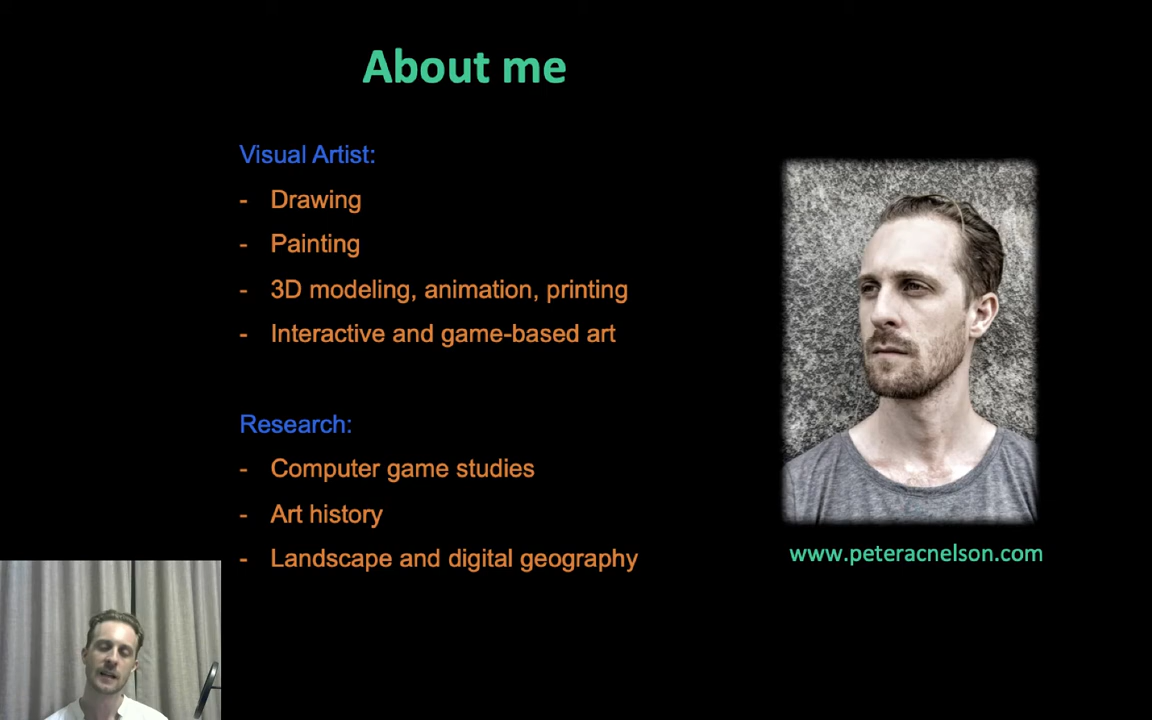 About me
Visual Artist:
- Drawing
- Painting
- 3D modeling, animation, printing
- Interactive and game-based art
Research:
- Computer game studies
- Art history
- Landscape and digital geography
www.peteracnelson.com